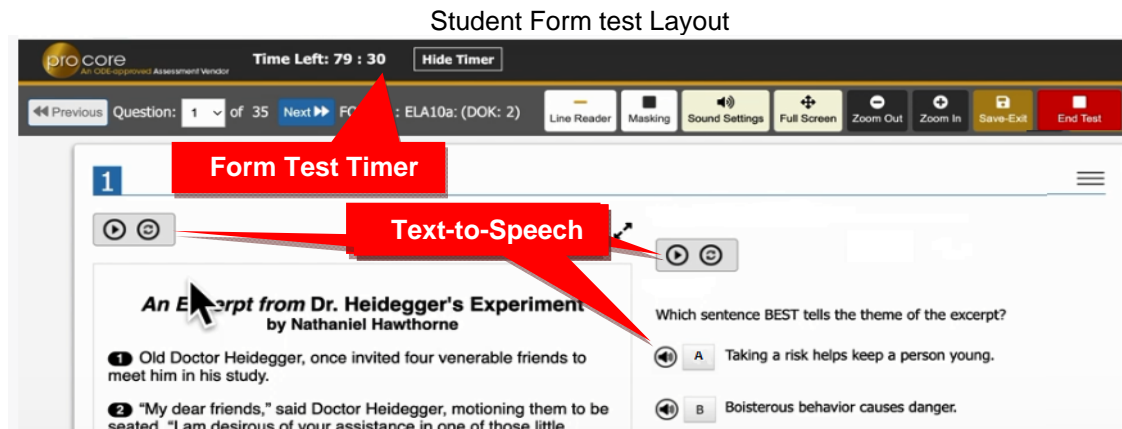 Student Form test Layout
pro core
An ODE-approved Assessment Vendor
Time Left: 79 : 30
Hide Timer
Previous Question: 1 of 35 Next FO : ELA10a: (DOK: 2)
Line Reader Masking Sound Settings Full Screen Zoom Out Zoom In Save-Exit End Test
Form Test Timer
1
Text-to-Speech
An E erpt from Dr. Heidegger's Experiment
by Nathaniel Hawthorne
1 Old Doctor Heidegger, once invited four venerable friends to
meet him in his study.
2 “My dear friends,” said Doctor Heidegger, motioning them to be
seated, “I am desirous of your assistance in one of those little
Which sentence BEST tells the theme of the excerpt?
A Taking a risk helps keep a person young.
B Boisterous behavior causes danger.